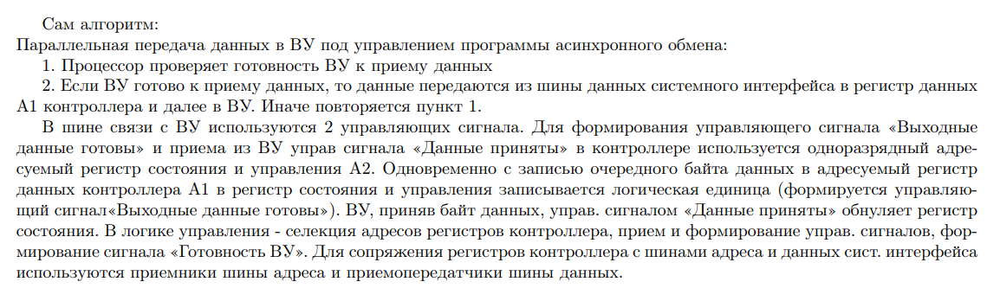 Сам алгоритм:
Параллельная передача данных в ВУ под управлением программы асинхронного обмена:
1. Процессор проверяет готовность ВУ к приему данных
2. Если ВУ готово к приему данных, то данные передаются из шины данных системного интерфейса в регистр данных
А1 контроллера и далее в ВУ. Иначе повторяется пункт 1.
В шине связи с ВУ используются 2 управляющих сигнала. Для формирования управляющего сигнала «Выходные
данные готовы» и приема из ВУ управ сигнала «Данные приняты» в контроллере используется одноразрядный адре-
суемый регистр состояния и управления А2. Одновременно с записью очередного байта данных в адресуемый регистр
данных контроллера А1 в регистр состояния и управления записывается логическая единица (формируется управляю-
щий сигнал«Выходные данные готовы»). ВУ, приняв байт данных, управ. сигналом «Данные приняты» обнуляет регистр
состояния. В логике управления - селекция адресов регистров контроллера, прием и формирование управ. сигналов, фор-
мирование сигнала «Готовность ВУ». Для сопряжения регистров контроллера с шинами адреса и данных сист. интерфейса
используются приемники шины адреса и приемопередатчики шины данных.